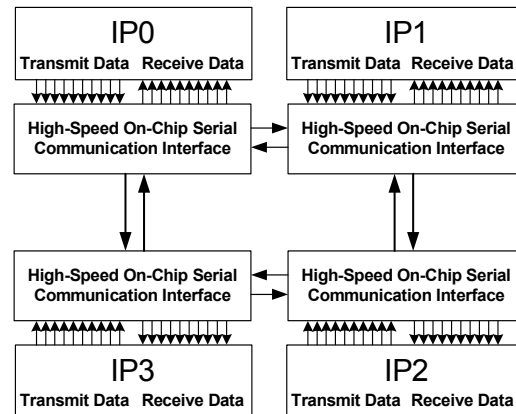 IP0
Transmit Data Receive Data
High-Speed On-Chip Serial
Communication Interface
IP1
Transmit Data Receive Data
High-Speed On-Chip Serial
Communication Interface
High-Speed On-Chip Serial
Communication Interface
IP3
Transmit Data Receive Data
High-Speed On-Chip Serial
Communication Interface
IP2
Transmit Data Receive Data